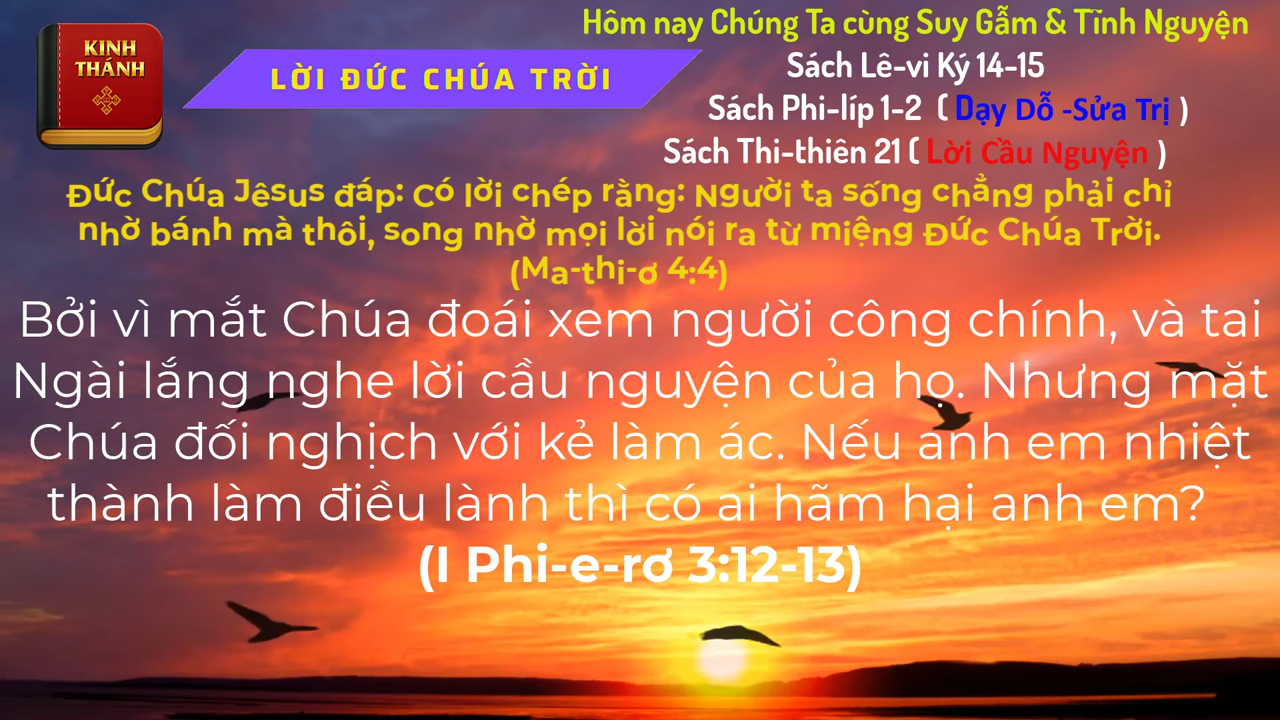 KINH
THÁNH
LỜI ĐỨC CHÚA TRỜI
Hôm nay Chúng Ta cùng Suy Gẫm & Tĩnh Nguyện
Sách Lê-vi Ký 14-15
Sách Phi-líp 1-2 ( Dạy Dỗ -Sửa Trị )
Sách Thi-thiên 21 ( Lời Cầu Nguyện )
Đức Chúa Jêsus đáp: Có lời chép rằng: Người ta sống chẳng phải chỉ
nhờ bánh mà thôi, song nhờ mọi lời nói ra từ miệng Đức Chúa Trời.
(Ma-thi-ơ 4:4)
Bởi vì mắt Chúa đoái xem người công chính, và tai
Ngài lắng nghe lời cầu nguyện của họ. Nhưng mặt
Chúa đối nghịch với kẻ làm ác. Nếu anh em nhiệt
thành làm điều lành thì có ai hãm hại anh em?
(I Phi-e-rơ 3:12-13)